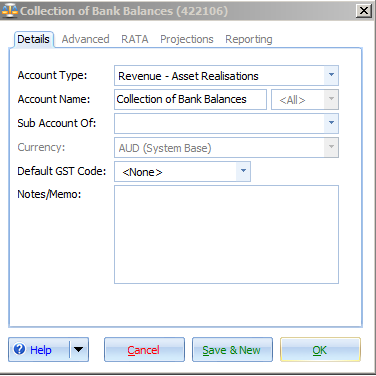 Collection of Bank Balances (422106)
Details Advanced RATA Projections Reporting
Account Type: Revenue - Asset Realisations
Account Name: Collection of Bank Balances <All>
Sub Account Of:
Currency: AUD (System Base)
Default GST Code: <None>
Notes/Memo:
? Help Cancel Save & New OK